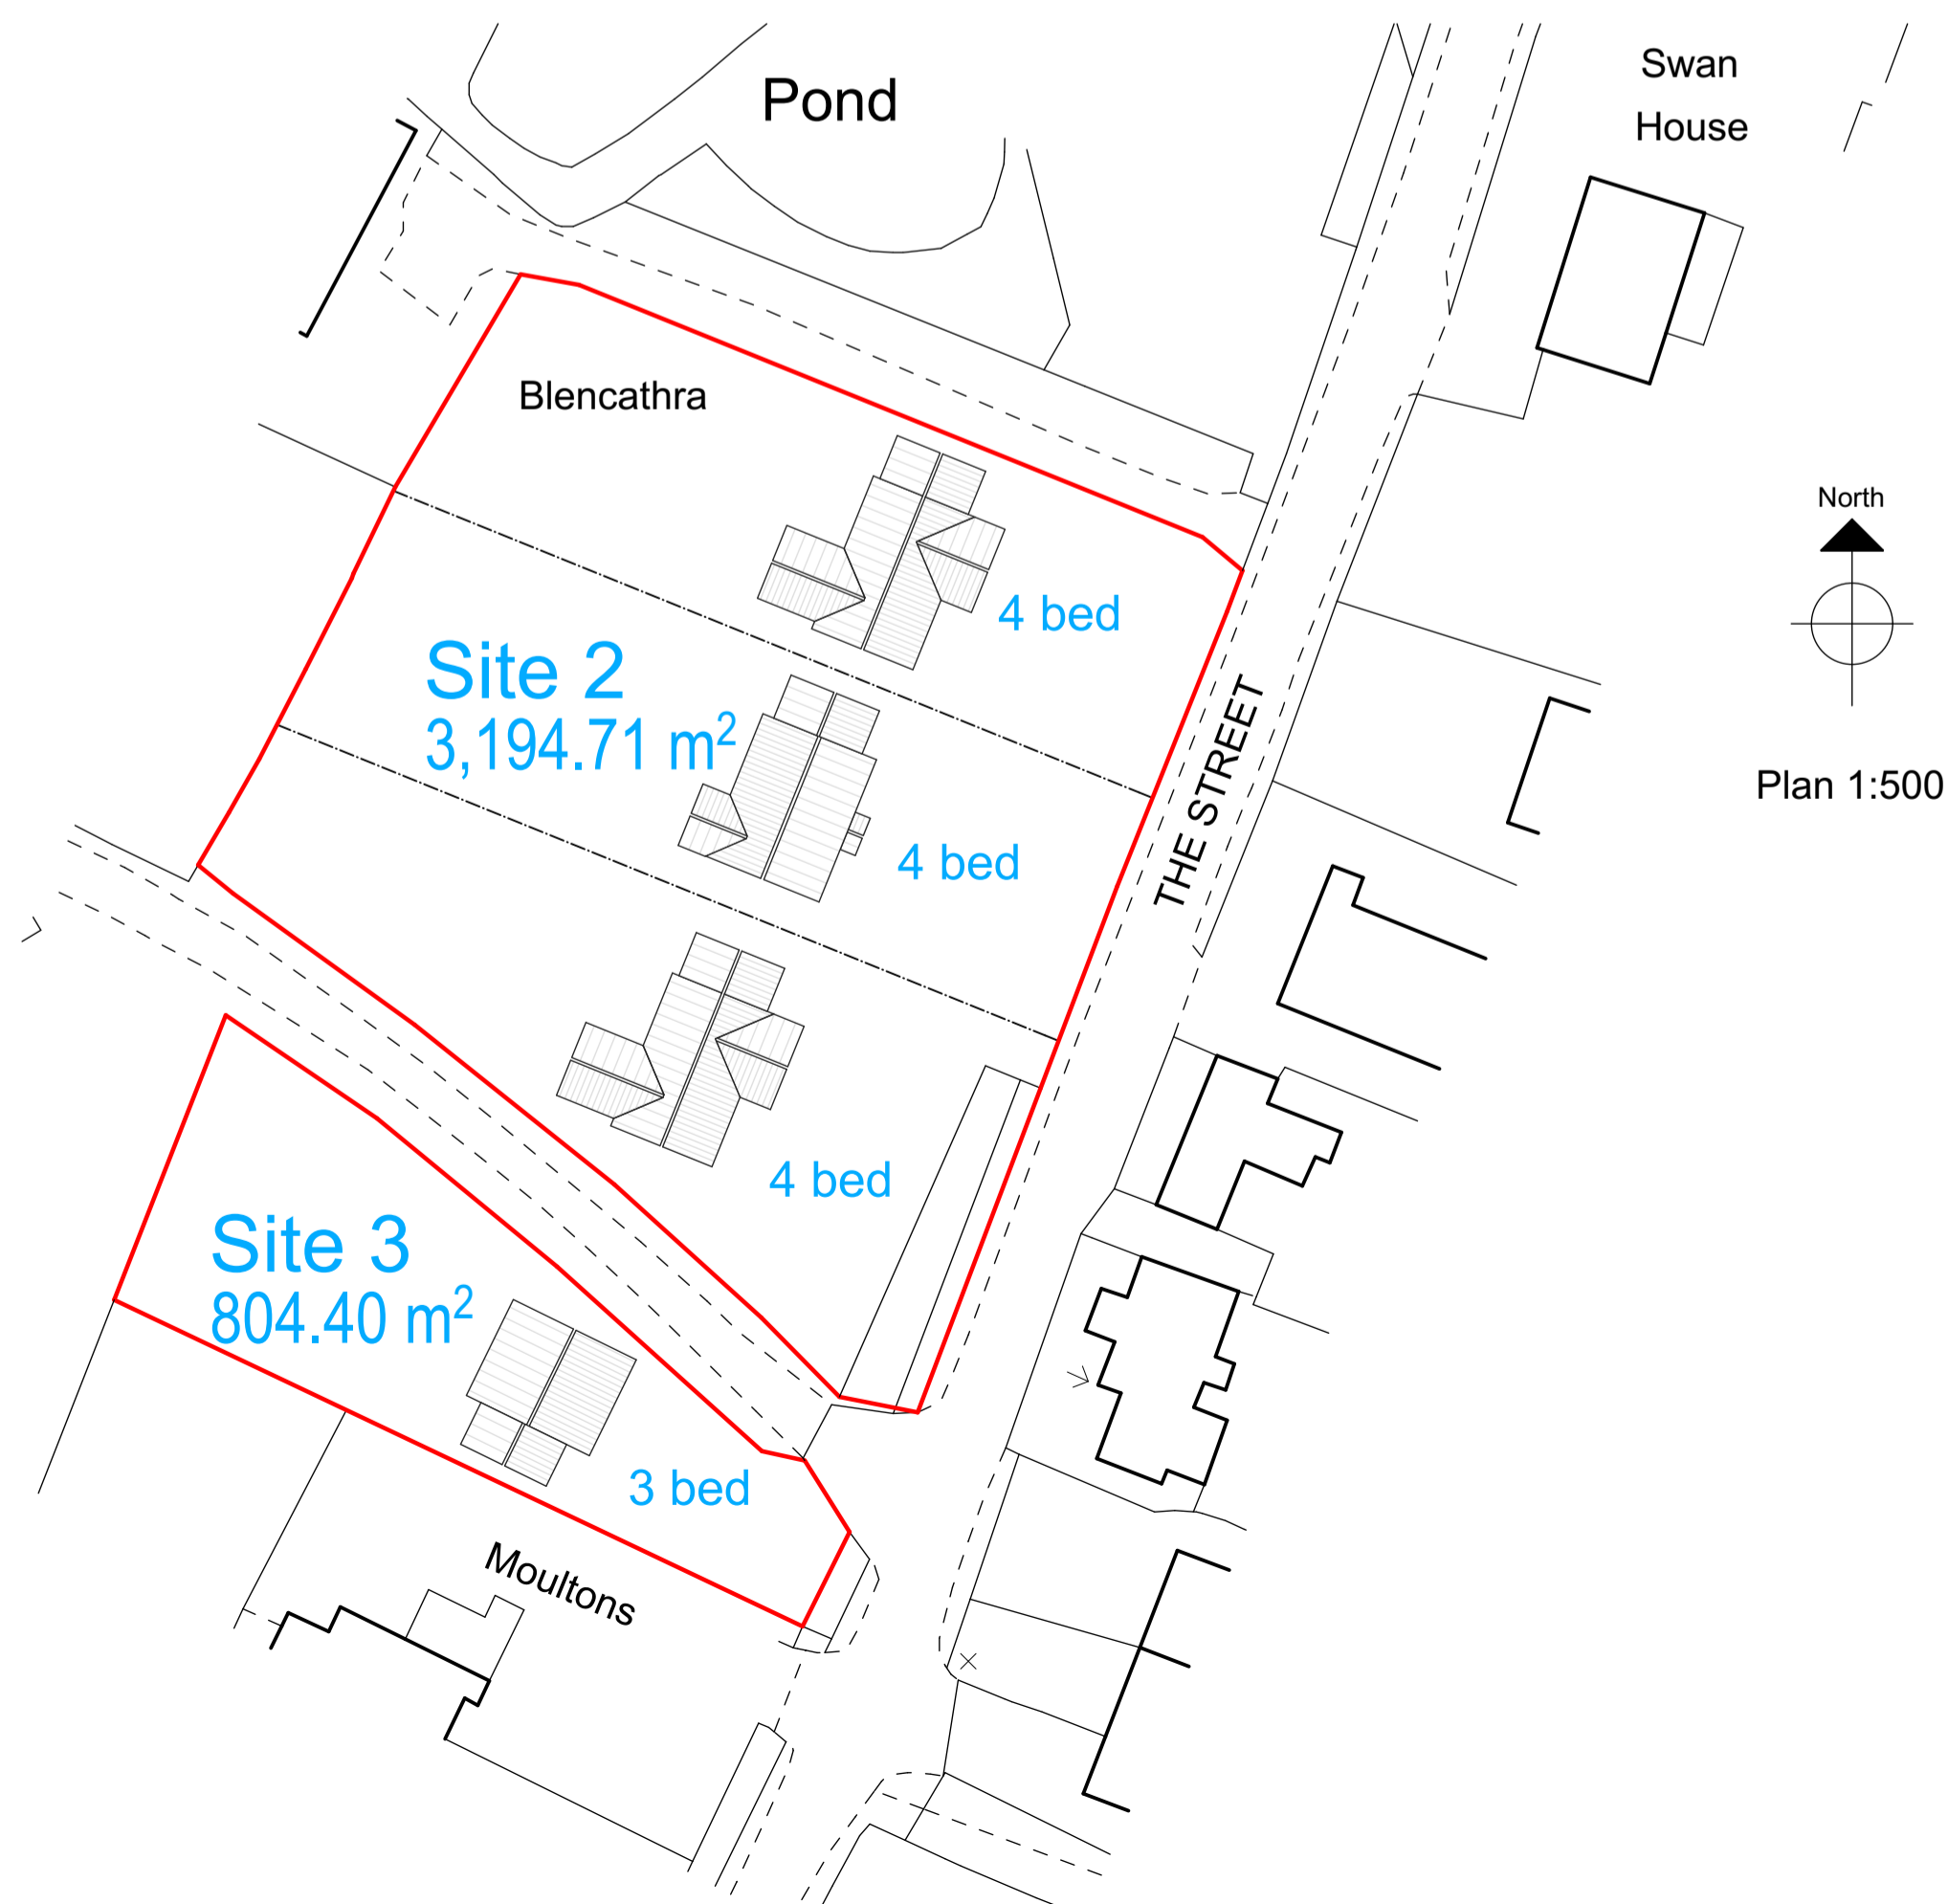 Pond
Swan
House
Blencathra
North
4 bed
Site 2
3,194.71 m²
THE STREET
Plan 1:500
4 bed
4 bed
Site 3
804.40 m²
3 bed
Moultons